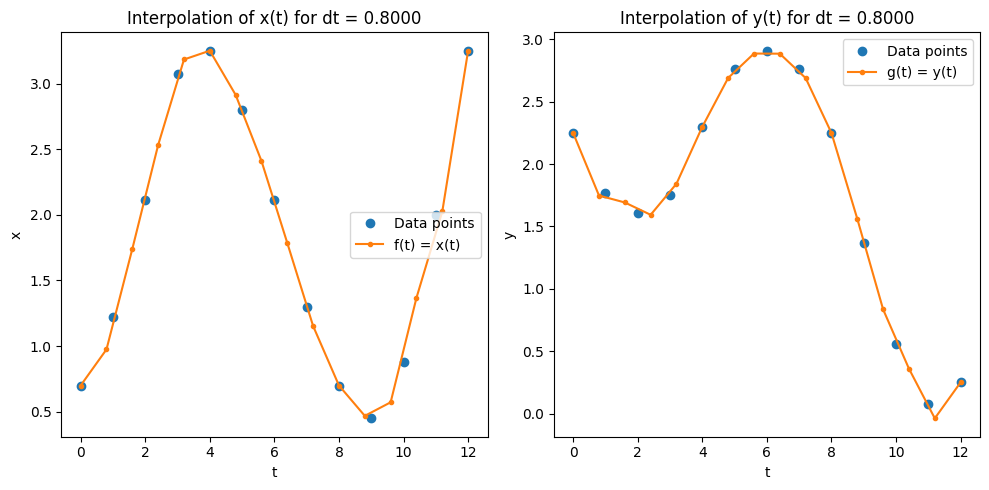 Interpolation of x(t) for dt = 0.8000
x
3.0
2.5
2.0
1.5
1.0
0.5
0
2
4
6
8
10
12
t
Data points
f(t) = x(t)
Interpolation of y(t) for dt = 0.8000
y
3.0
2.5
2.0
1.5
1.0
0.5
0.0
0
2
4
6
8
10
12
t
Data points
g(t) = y(t)